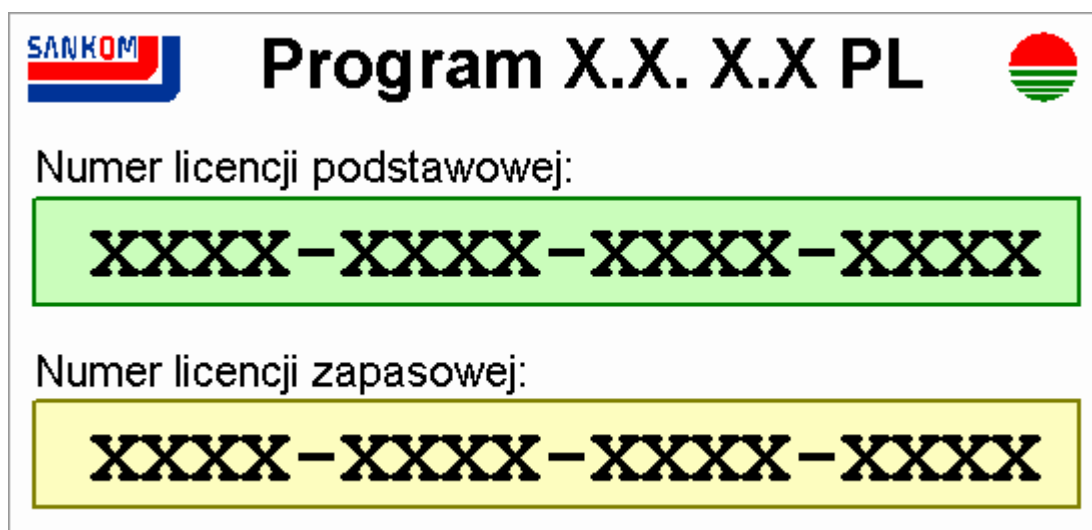 SANKOM
Program X.X. X.X PL
Numer licencji podstawowej:
XXXX-XXXX-XXXX-XXXX
Numer licencji zapasowej:
XXXX-XXXX-XXXX-XXXX